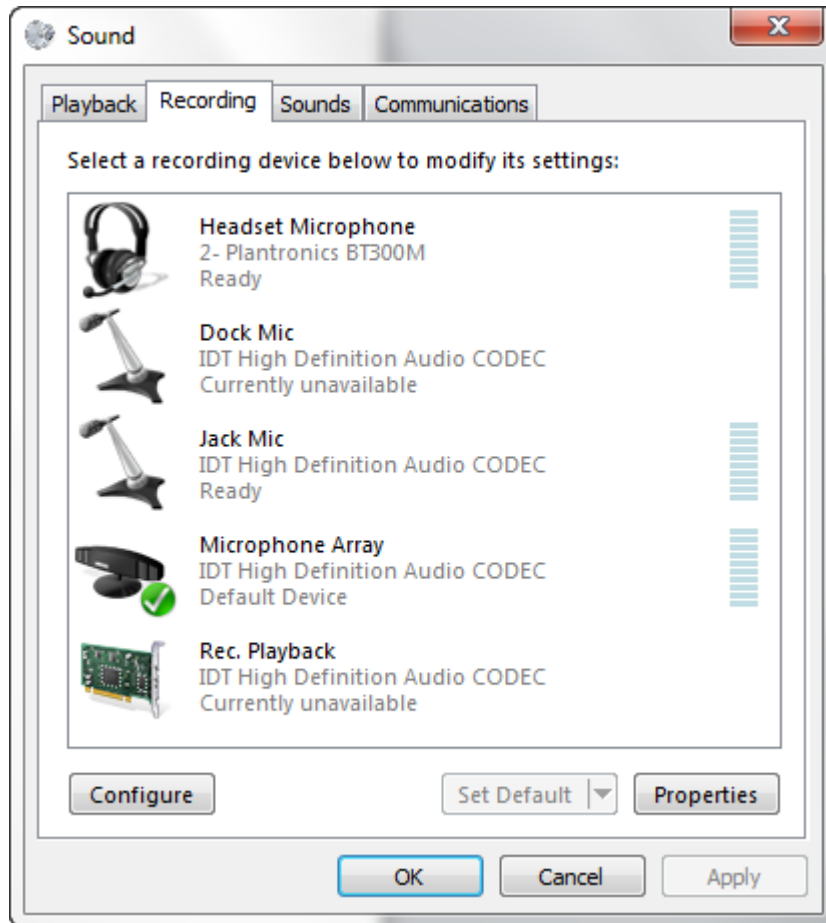 Sound
Playback Recording Sounds Communications
Select a recording device below to modify its settings:
Headset Microphone
2- Plantronics BT300M
Ready
Dock Mic
IDT High Definition Audio CODEC
Currently unavailable
Jack Mic
IDT High Definition Audio CODEC
Ready
Microphone Array
IDT High Definition Audio CODEC
Default Device
Rec. Playback
IDT High Definition Audio CODEC
Currently unavailable
Configure Set Default Properties
OK Cancel Apply